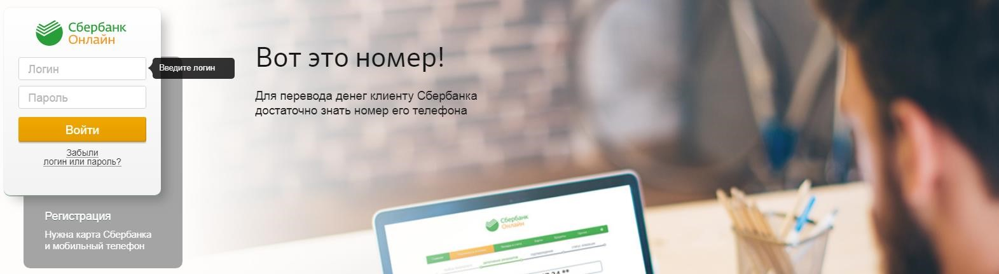 Сбербанк
Онлайн
Логин
Введите логин
Пароль
Войти
Забыли
логин или пароль?
Регистрация
Нужна карта Сбербанка
и мобильный телефон
Вот это номер!
Для перевода денег клиенту Сбербанка
достаточно знать номер его телефона
Сбербанк
Онлайн